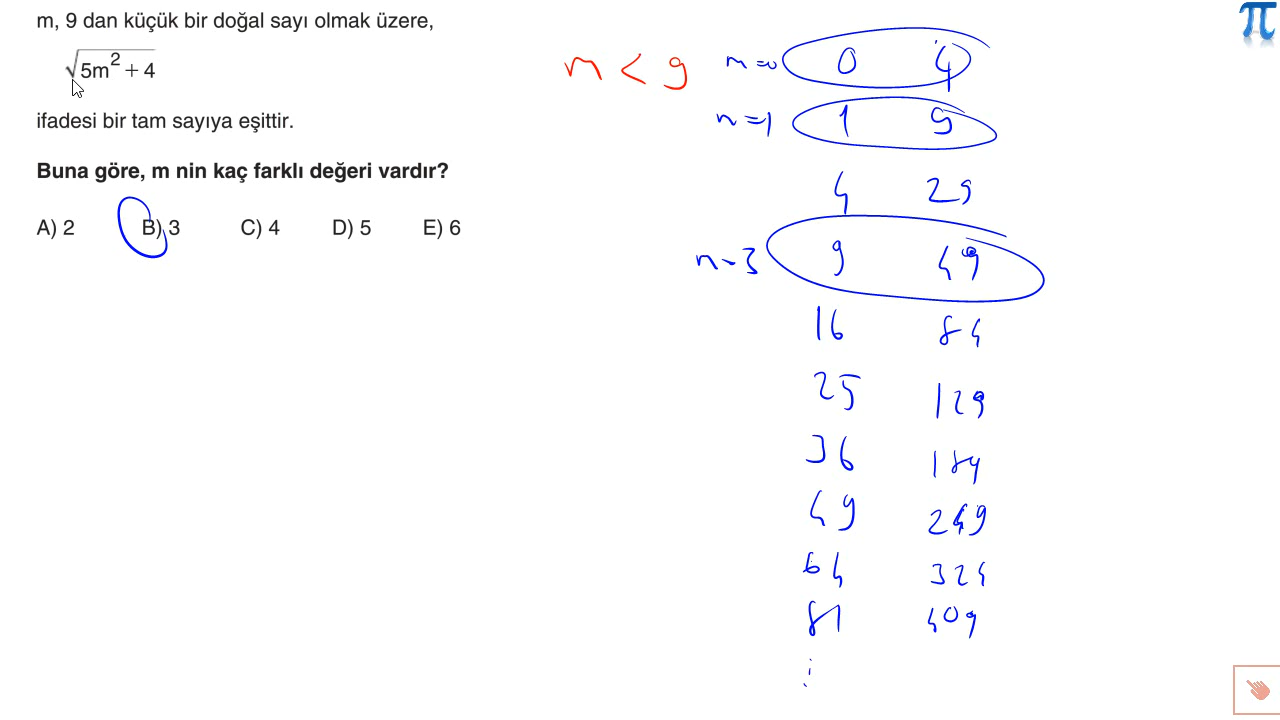 m, 9 dan küçük bir doğal sayı olmak üzere,
√5m² + 4
ifadesi bir tam sayıya eşittir.
Buna göre, m nin kaç farklı değeri vardır?
A) 2 B) 3 C) 4 D) 5 E) 6
m < 9
m=0 0 4
m=1 1 9
4 29
m=3 9 49
16 84
25 129
36 184
49 249
64 324
81 409
π